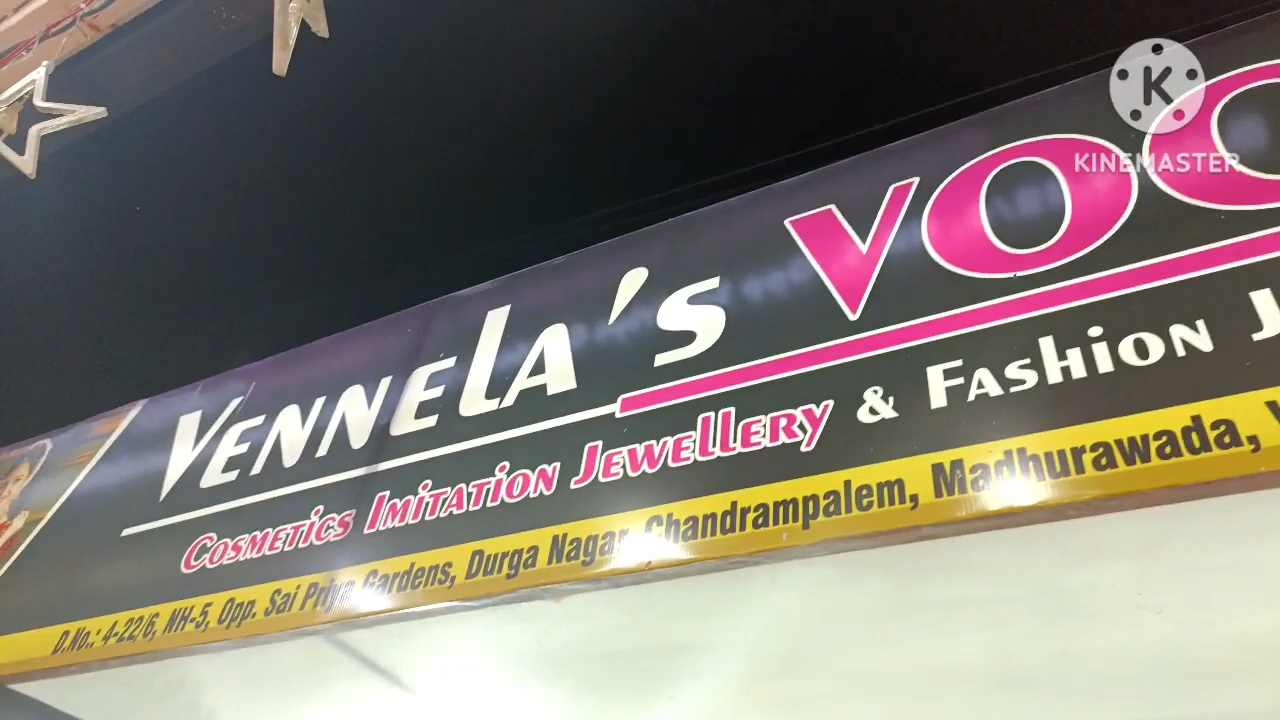 KINEMASTER
VENNELA'S VOG
COSMETICS IMITATION JEWELLERY & FASHION J
D.No.: 4-22/6, NH-5, Opp. Sai Priya Gardens, Durga Nagar, Chandrampalem, Madhurawada, V